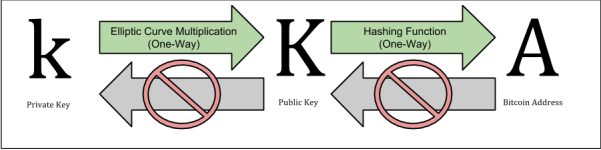 k
Elliptic Curve Multiplication
(One-Way)
K
Hashing Function
(One-Way)
A
Private Key
Public Key
Bitcoin Address